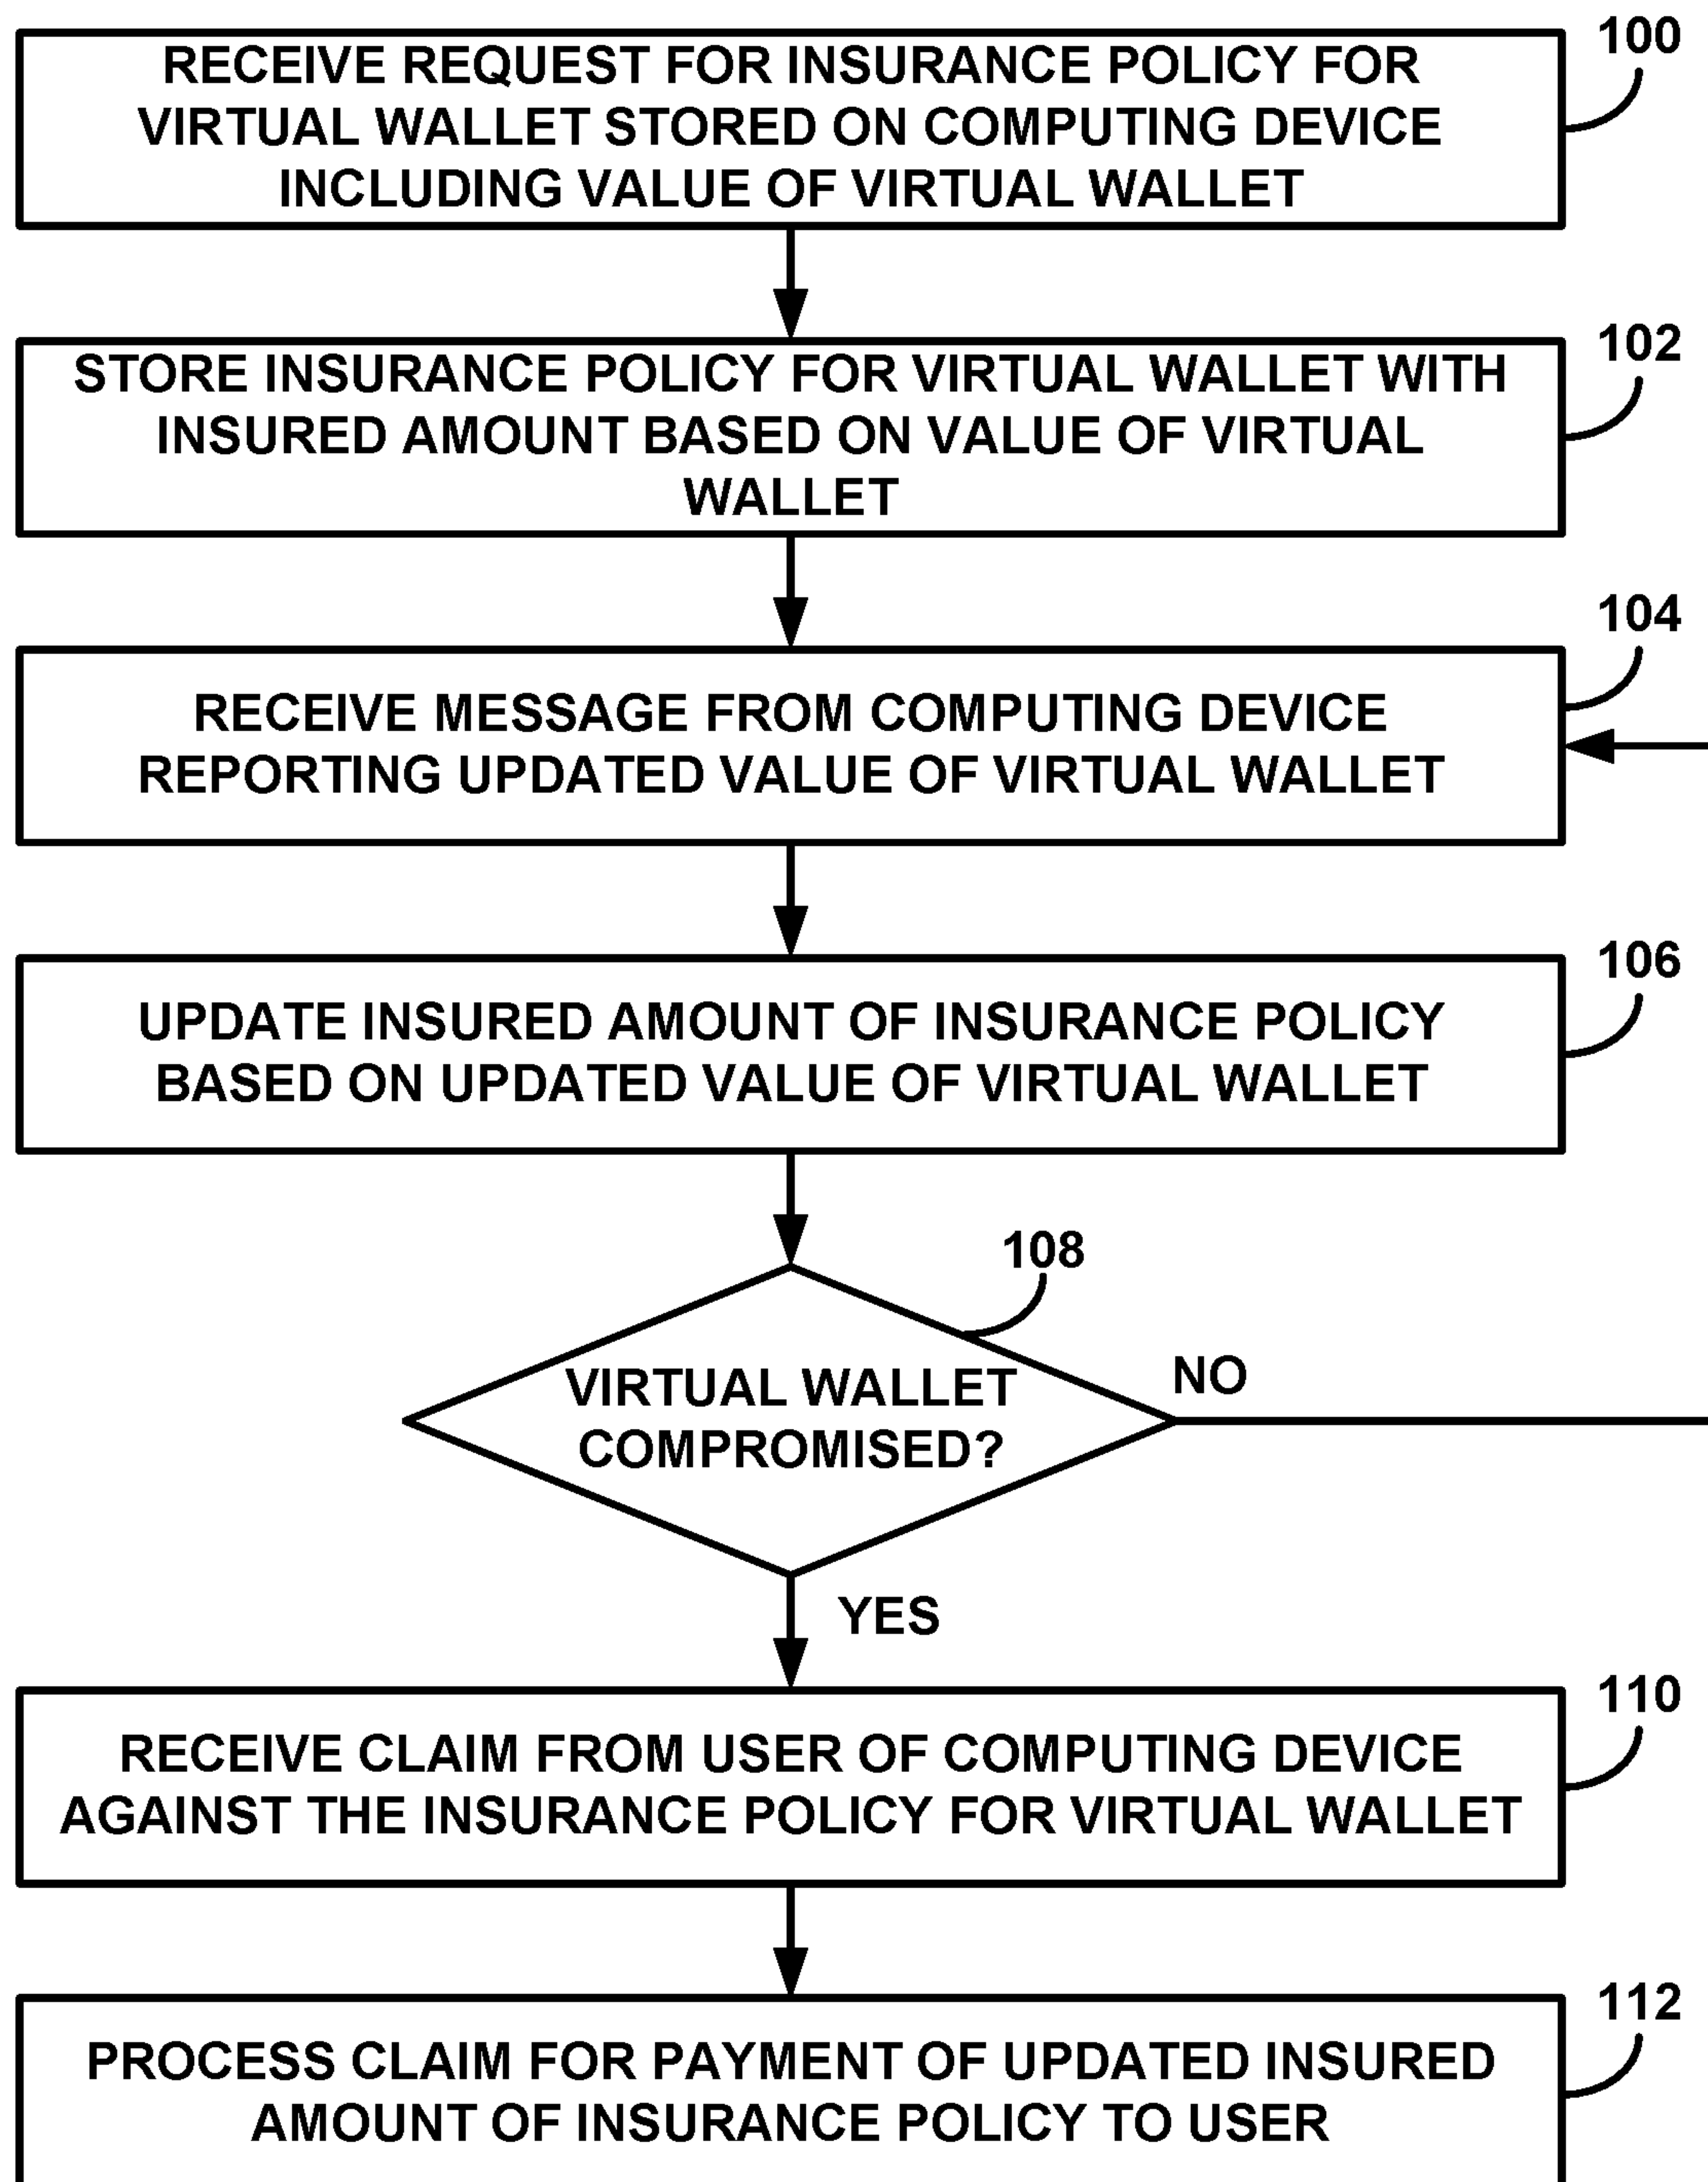 100
RECEIVE REQUEST FOR INSURANCE POLICY FOR
VIRTUAL WALLET STORED ON COMPUTING DEVICE
INCLUDING VALUE OF VIRTUAL WALLET
102
STORE INSURANCE POLICY FOR VIRTUAL WALLET WITH
INSURED AMOUNT BASED ON VALUE OF VIRTUAL
WALLET
104
RECEIVE MESSAGE FROM COMPUTING DEVICE
REPORTING UPDATED VALUE OF VIRTUAL WALLET
106
UPDATE INSURED AMOUNT OF INSURANCE POLICY
BASED ON UPDATED VALUE OF VIRTUAL WALLET
108
VIRTUAL WALLET
COMPROMISED?
NO
YES
110
RECEIVE CLAIM FROM USER OF COMPUTING DEVICE
AGAINST THE INSURANCE POLICY FOR VIRTUAL WALLET
112
PROCESS CLAIM FOR PAYMENT OF UPDATED INSURED
AMOUNT OF INSURANCE POLICY TO USER